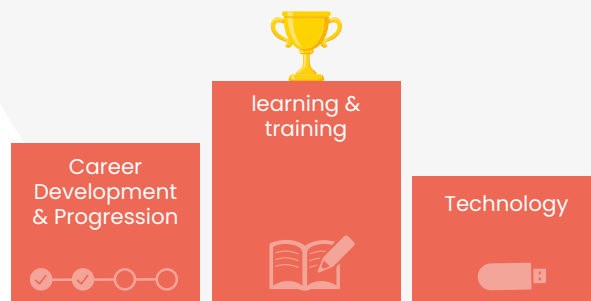 learning &
training
Career
Development
& Progression
Technology